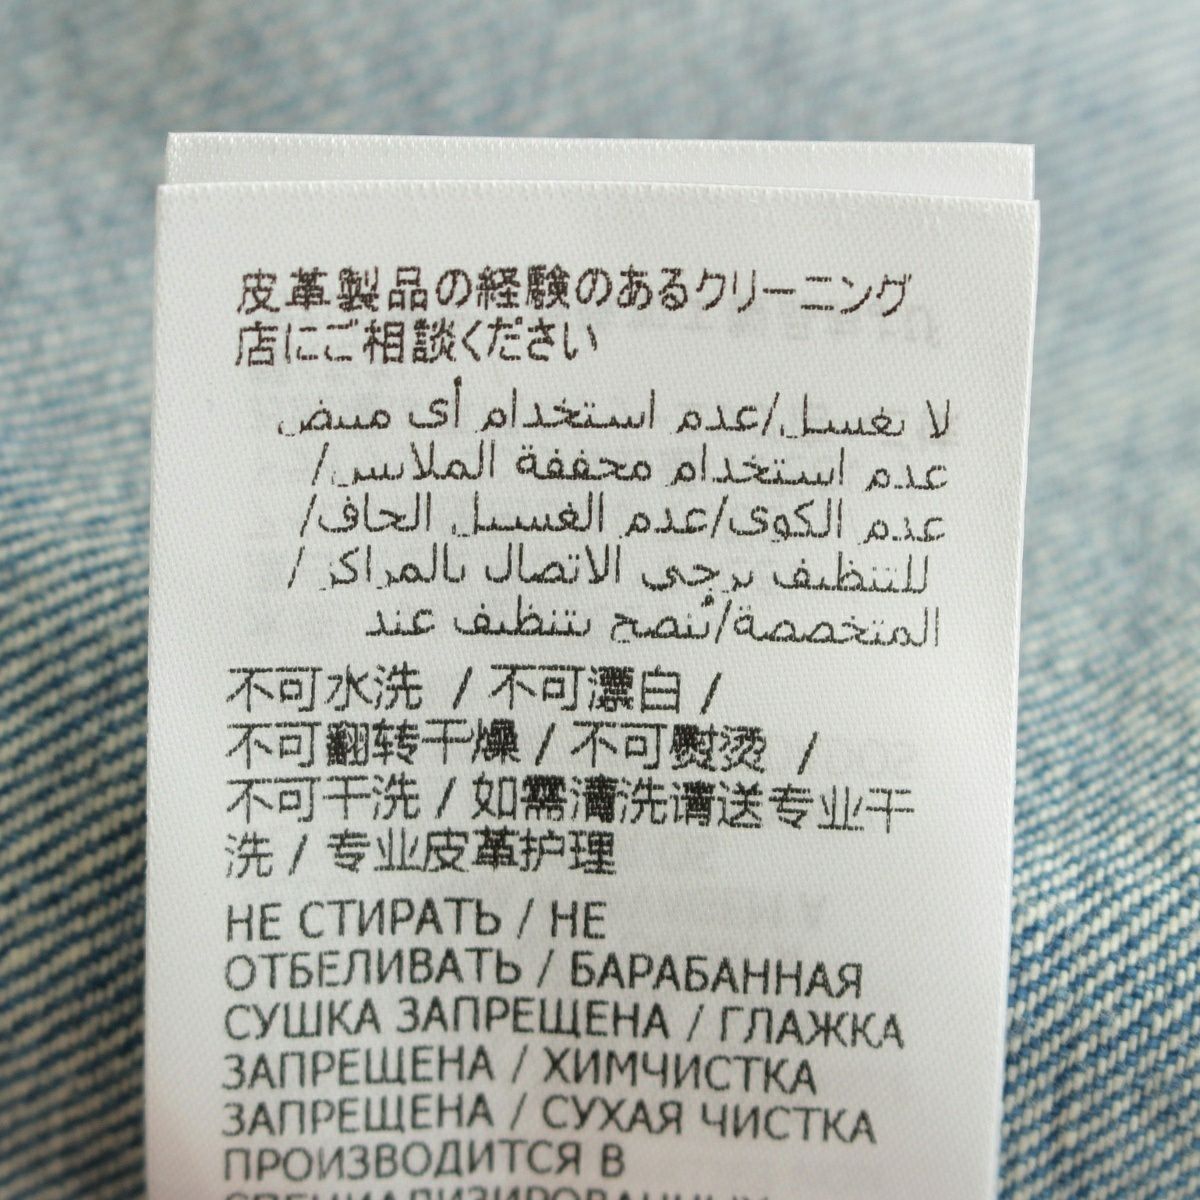 皮革製品の経験のあるクリーニング
店にご相談ください
لا تغسل/عدم استخدام أى مبيض
عدم استخدام مجففة الملابس/
عدم الكوى/عدم الغسيل الجاف/
للتنظيف يرجى الاتصال بالمراكز /
المتخصصة/نُنصح بتنظيف عند
不可水洗 / 不可漂白 /
不可翻转干燥 / 不可熨烫 /
不可干洗 / 如需清洗请送专业干
洗 / 专业皮革护理
НЕ СТИРАТЬ / НЕ
ОТБЕЛИВАТЬ / БАРАБАННАЯ
СУШКА ЗАПРЕЩЕНА / ГЛАЖКА
ЗАПРЕЩЕНА / ХИМЧИСТКА
ЗАПРЕЩЕНА / СУХАЯ ЧИСТКА
ПРОИЗВОДИТСЯ В
СПЕЦИАЛИЗИРОВАННЫХ